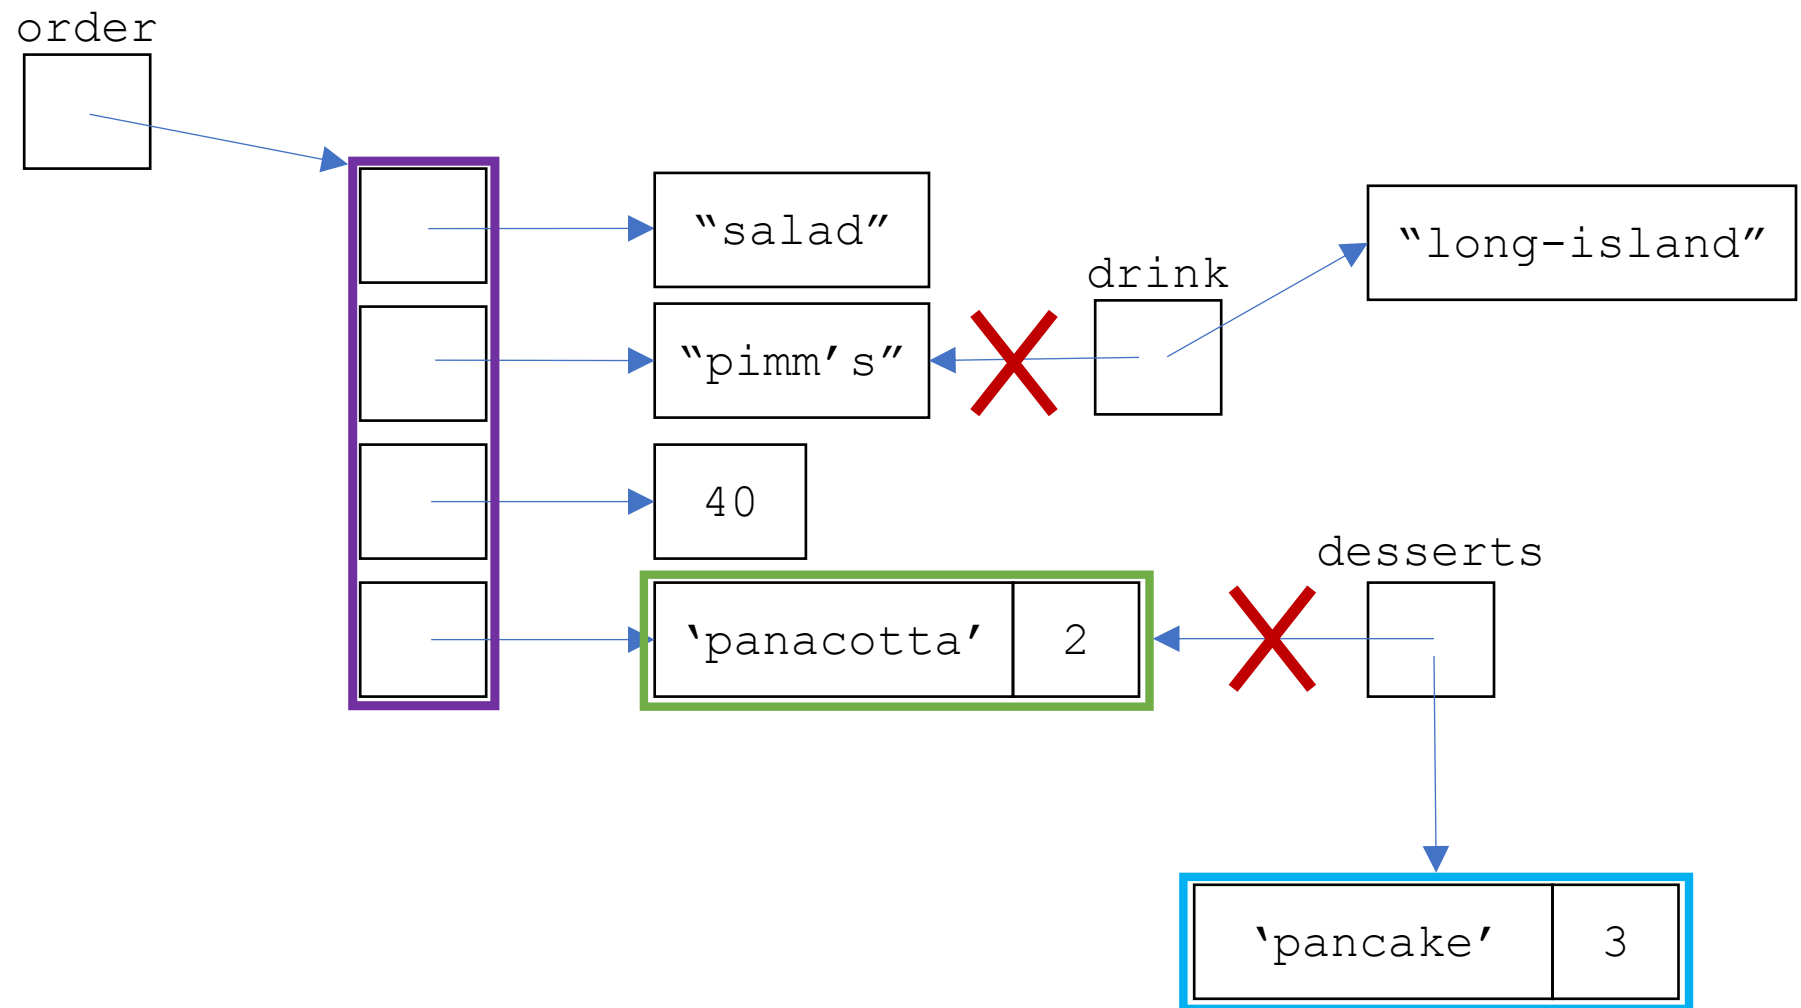 order
“salad”
“long-island”
drink
“pimm’s”
40
desserts
‘panacotta’ 2
‘pancake’ 3